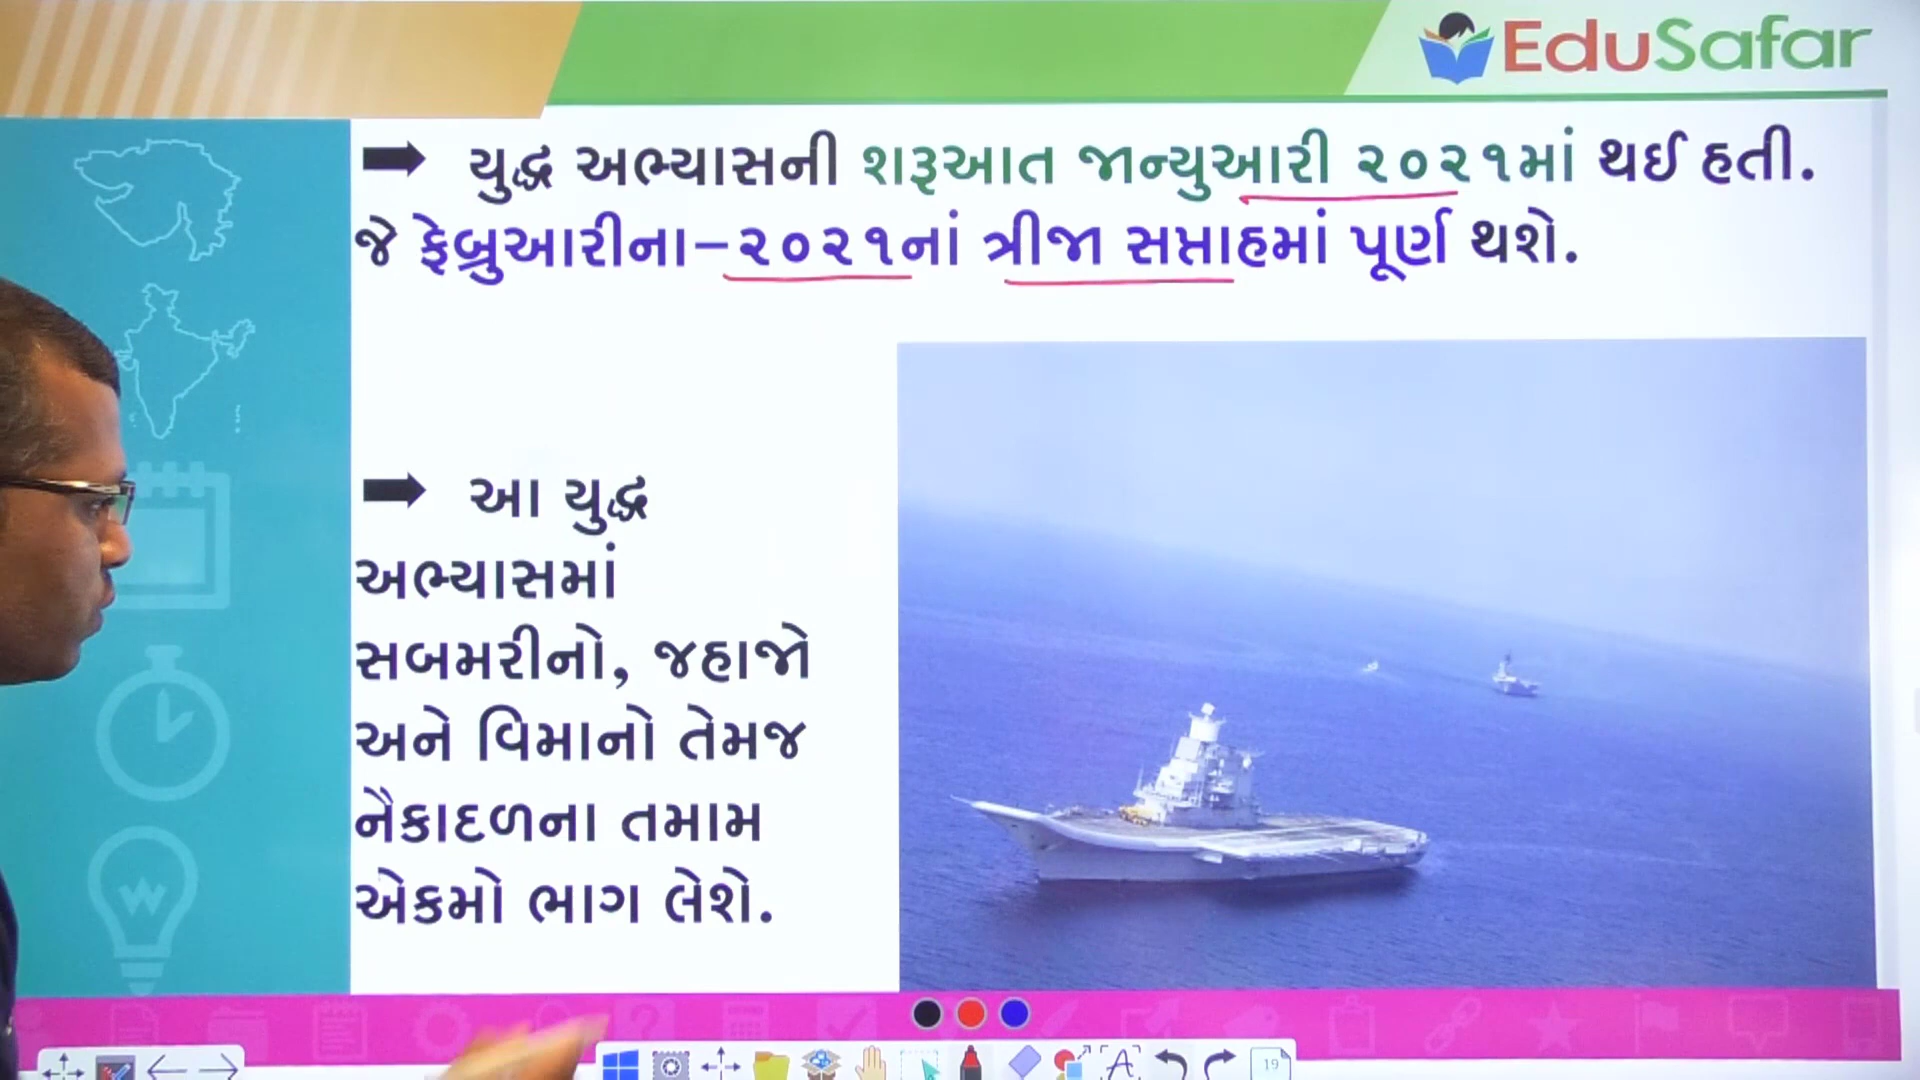 EduSafar
યુદ્ધ અભ્યાસની શરૂઆત જાન્યુઆરી ૨૦૨૧માં થઈ હતી.
જે ફેબ્રુઆરીના–૨૦૨૧નાં ત્રીજા સપ્તાહમાં પૂર્ણ થશે.
આ યુદ્ધ
અભ્યાસમાં
સબમરીનો, જહાજો
અને વિમાનો તેમજ
નૈકાદળના તમામ
એકમો ભાગ લેશે.
19